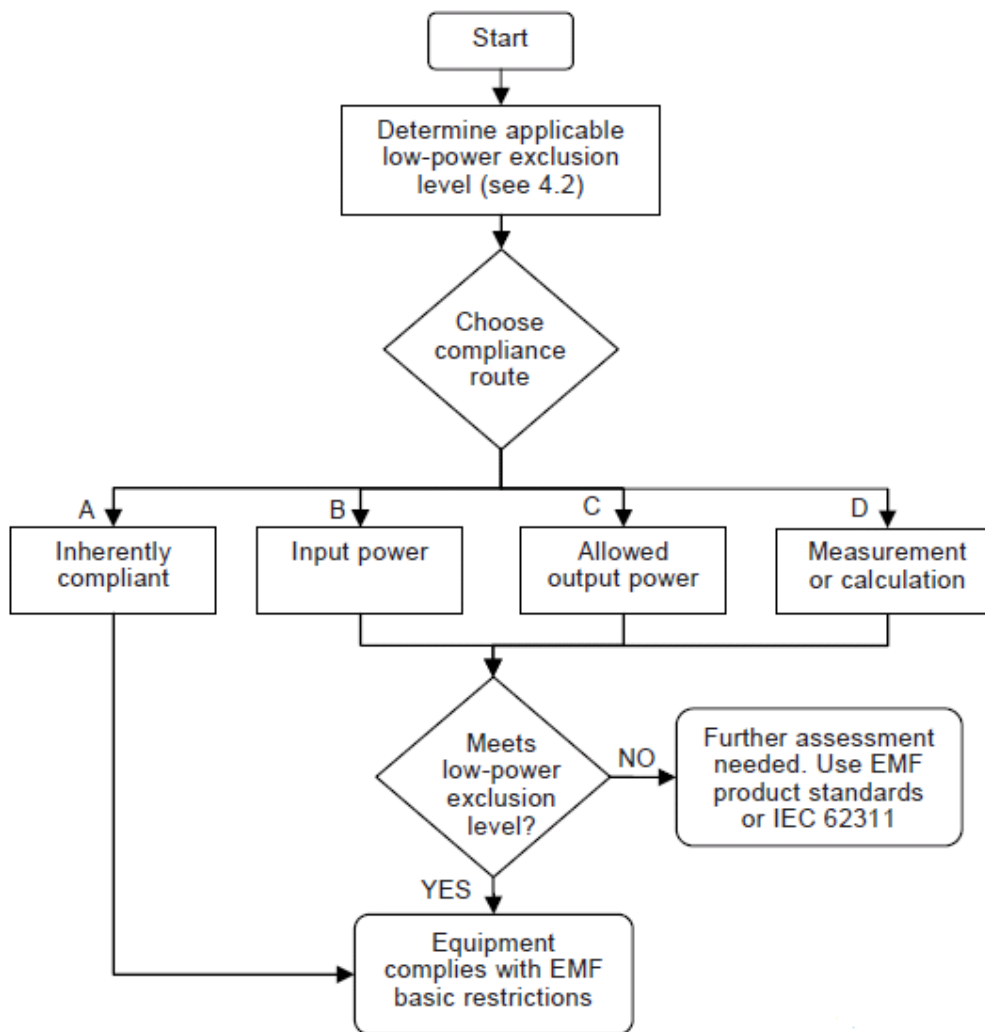 Start
Determine applicable
low-power exclusion
level (see 4.2)
Choose
compliance
route
A
B
C
D
Inherently
compliant
Input power
Allowed
output power
Measurement
or calculation
Meets
low-power
exclusion
level?
NO
Further assessment
needed. Use EMF
product standards
or IEC 62311
YES
Equipment
complies with EMF
basic restrictions